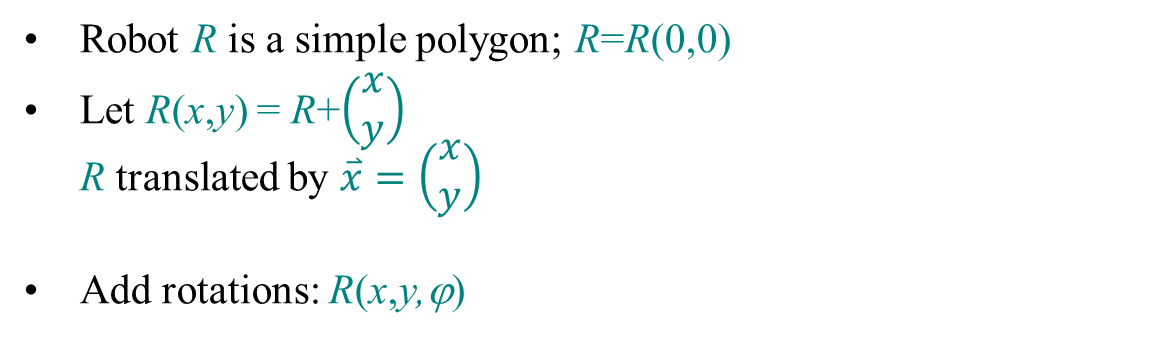 • Robot R is a simple polygon; R=R(0,0)
• Let R(x,y) = R+(x y)
R translated by x⃗ = (x y)
• Add rotations: R(x,y,φ)